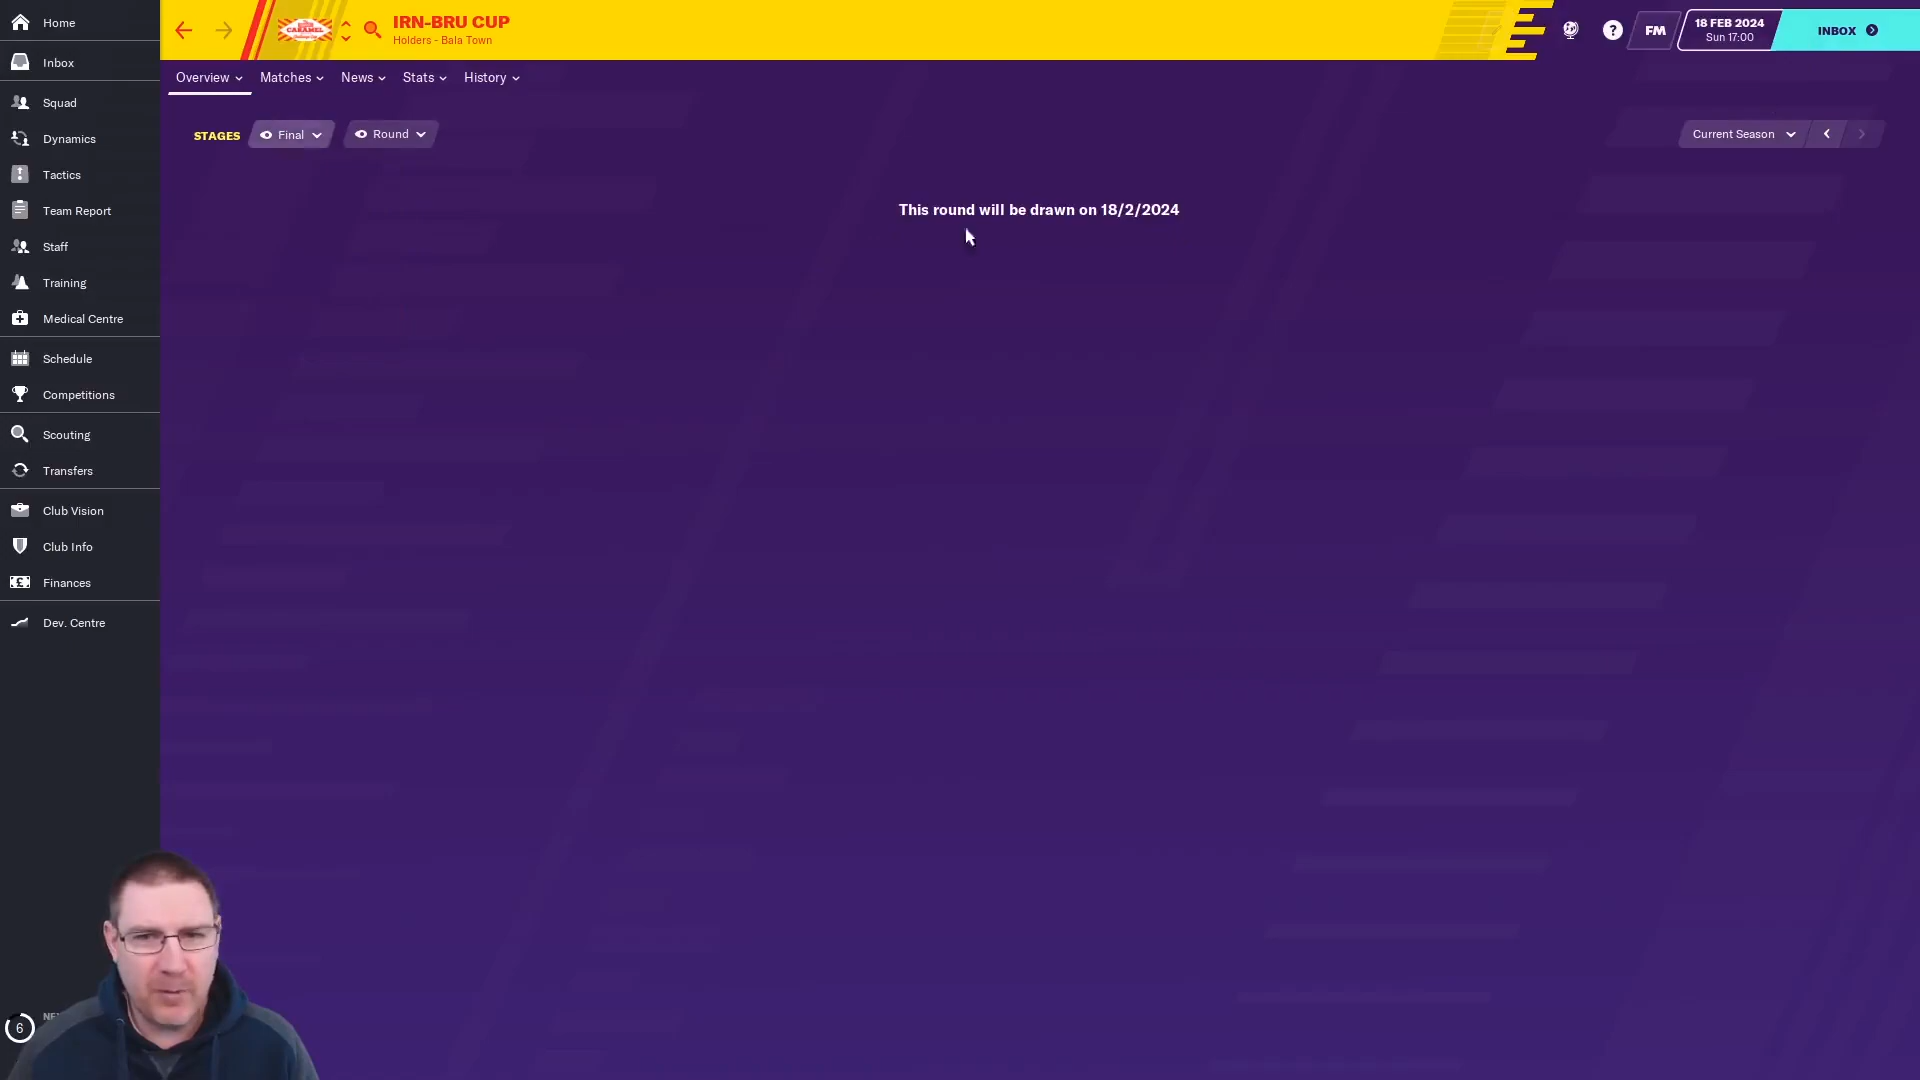 Home
Inbox
Squad
Dynamics
Tactics
Team Report
Staff
Training
Medical Centre
Schedule
Competitions
Scouting
Transfers
Club Vision
Club Info
Finances
Dev. Centre
6
CARAMEL
IRN-BRU CUP
Holders - Bala Town
FM
18 FEB 2024
Sun 17:00
INBOX
Overview
Matches
News
Stats
History
STAGES
Final
Round
Current Season
This round will be drawn on 18/2/2024